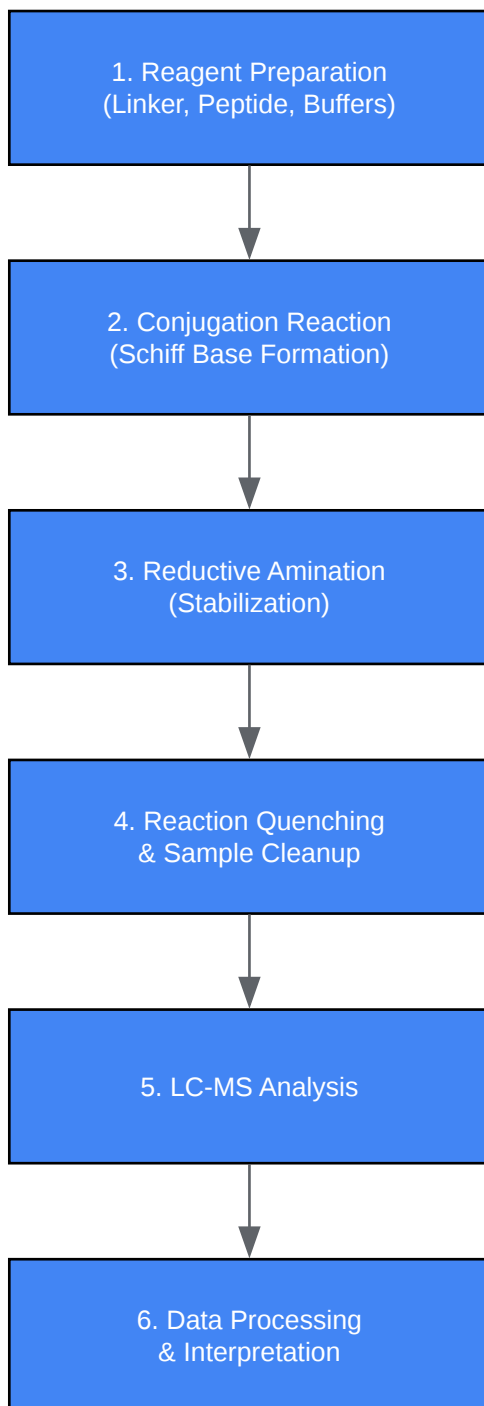 1. Reagent Preparation
(Linker, Peptide, Buffers)
2. Conjugation Reaction
(Schiff Base Formation)
3. Reductive Amination
(Stabilization)
4. Reaction Quenching
& Sample Cleanup
5. LC-MS Analysis
6. Data Processing
& Interpretation